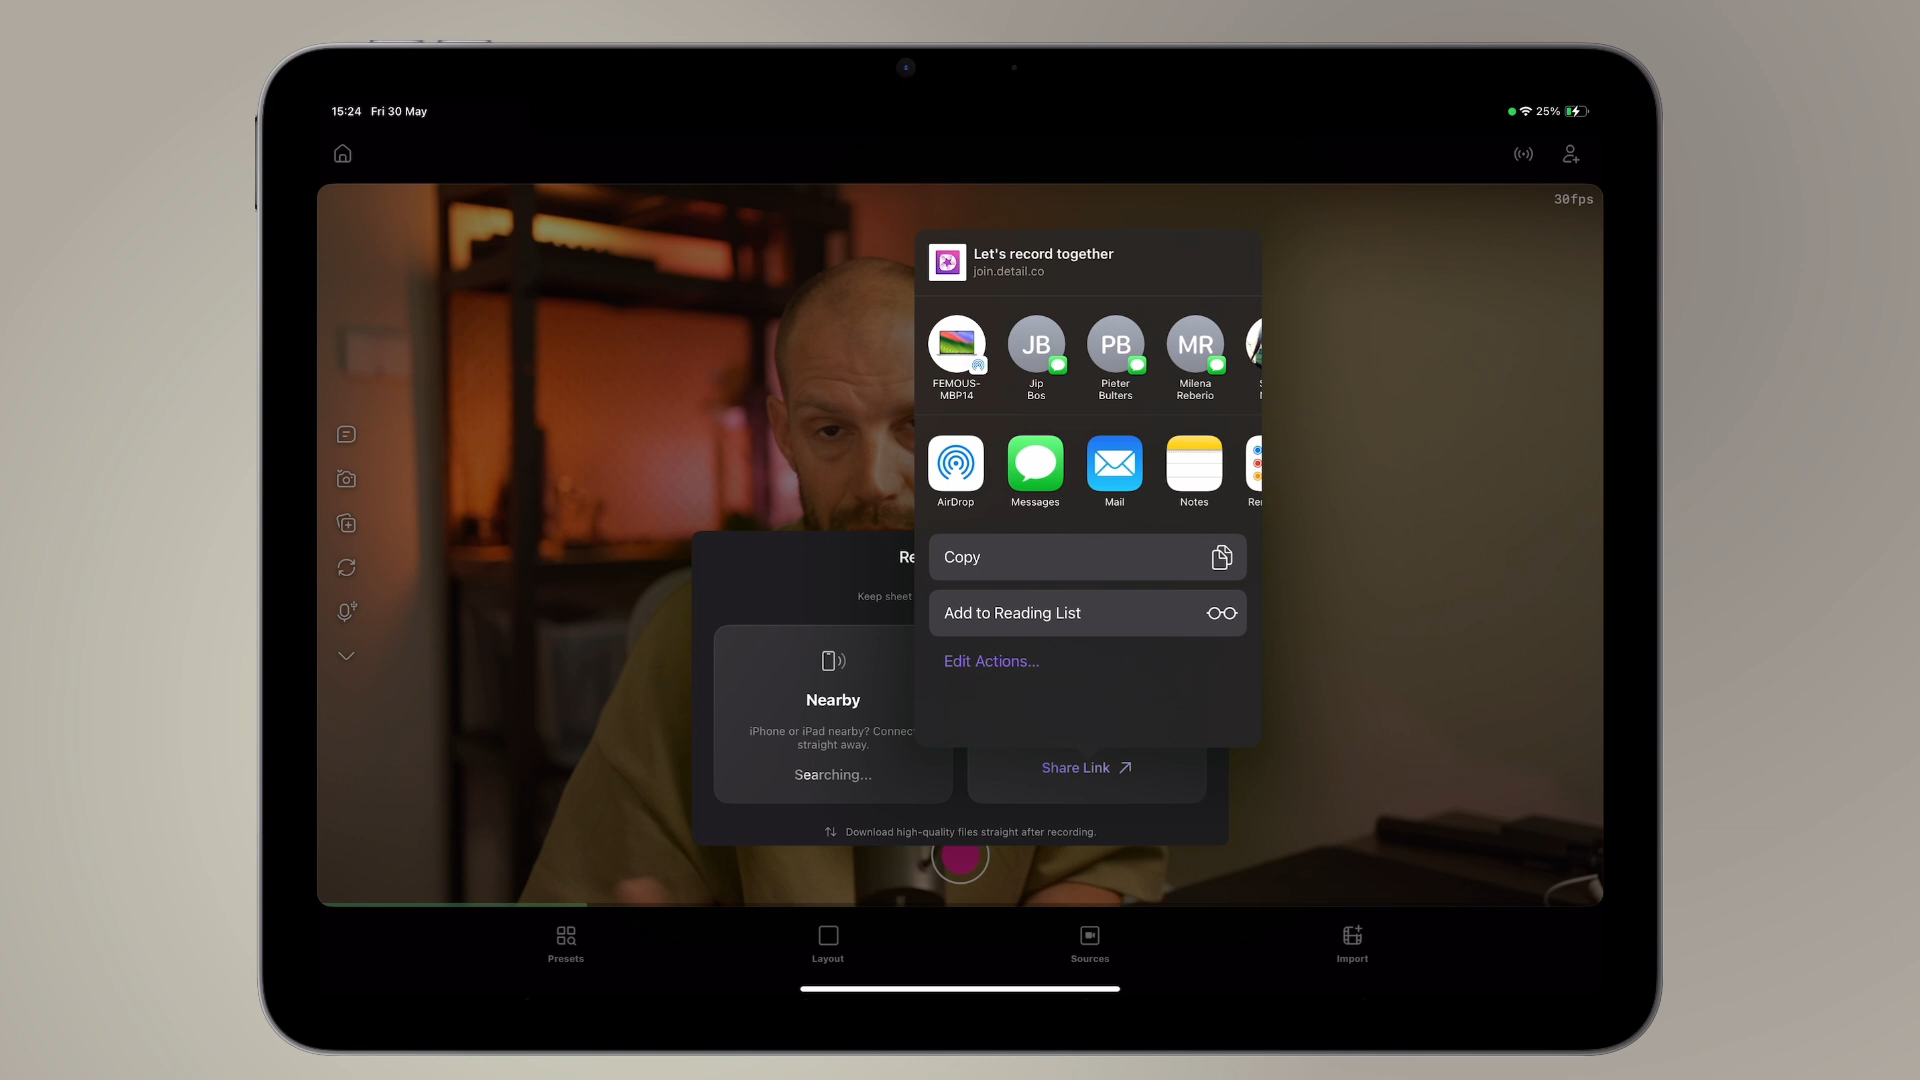 15:24 Fri 30 May
25%
30fps
Let's record together
join.detail.co
JB
PB
MR
FEMOUS-
MBP14
Jip
Bos
Pieter
Bulters
Milena
Reberio
AirDrop
Messages
Mail
Notes
Copy
Add to Reading List
Edit Actions...
Keep sheet
Nearby
iPhone or iPad nearby? Connect
straight away.
Searching...
Share Link
Download high-quality files straight after recording.
Presets
Layout
Sources
Import